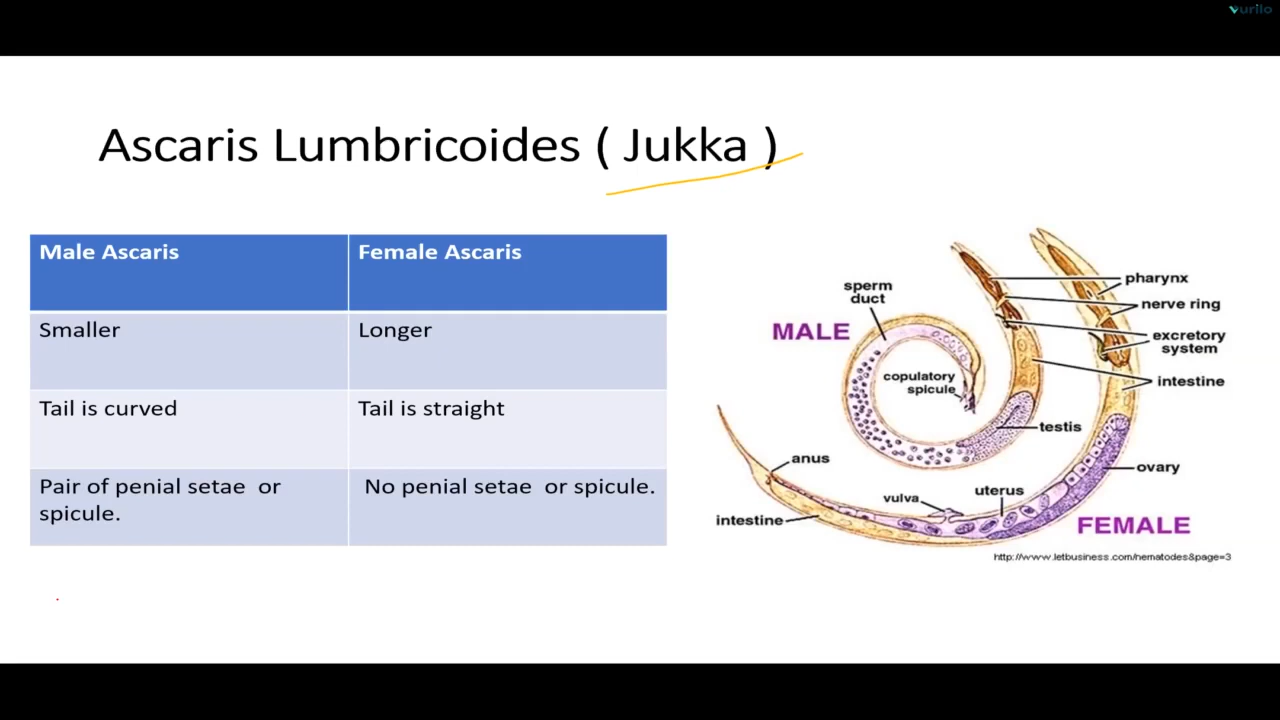 vurilo
Ascaris Lumbricoides ( Jukka )
Male Ascaris
Female Ascaris
Smaller
Longer
Tail is curved
Tail is straight
Pair of penial setae or
spicule.
No penial setae or spicule.
sperm
duct
MALE
copulatory
spicule
pharynx
nerve ring
excretory
system
intestine
testis
ovary
anus
vulva
uterus
intestine
FEMALE
http://www.letbusiness.com/nematodes&page=3